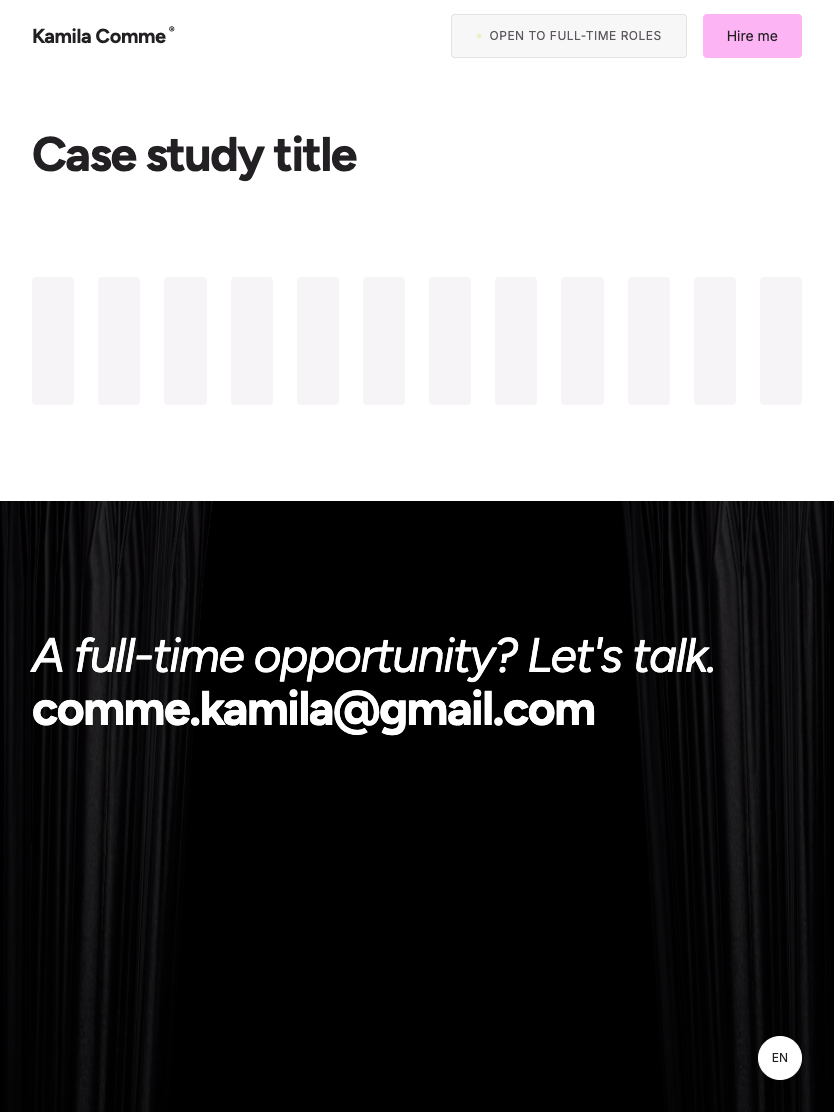 Kamila Comme®
OPEN TO FULL-TIME ROLES
Hire me
Case study title
A full-time opportunity? Let's talk.
comme.kamila@gmail.com
EN